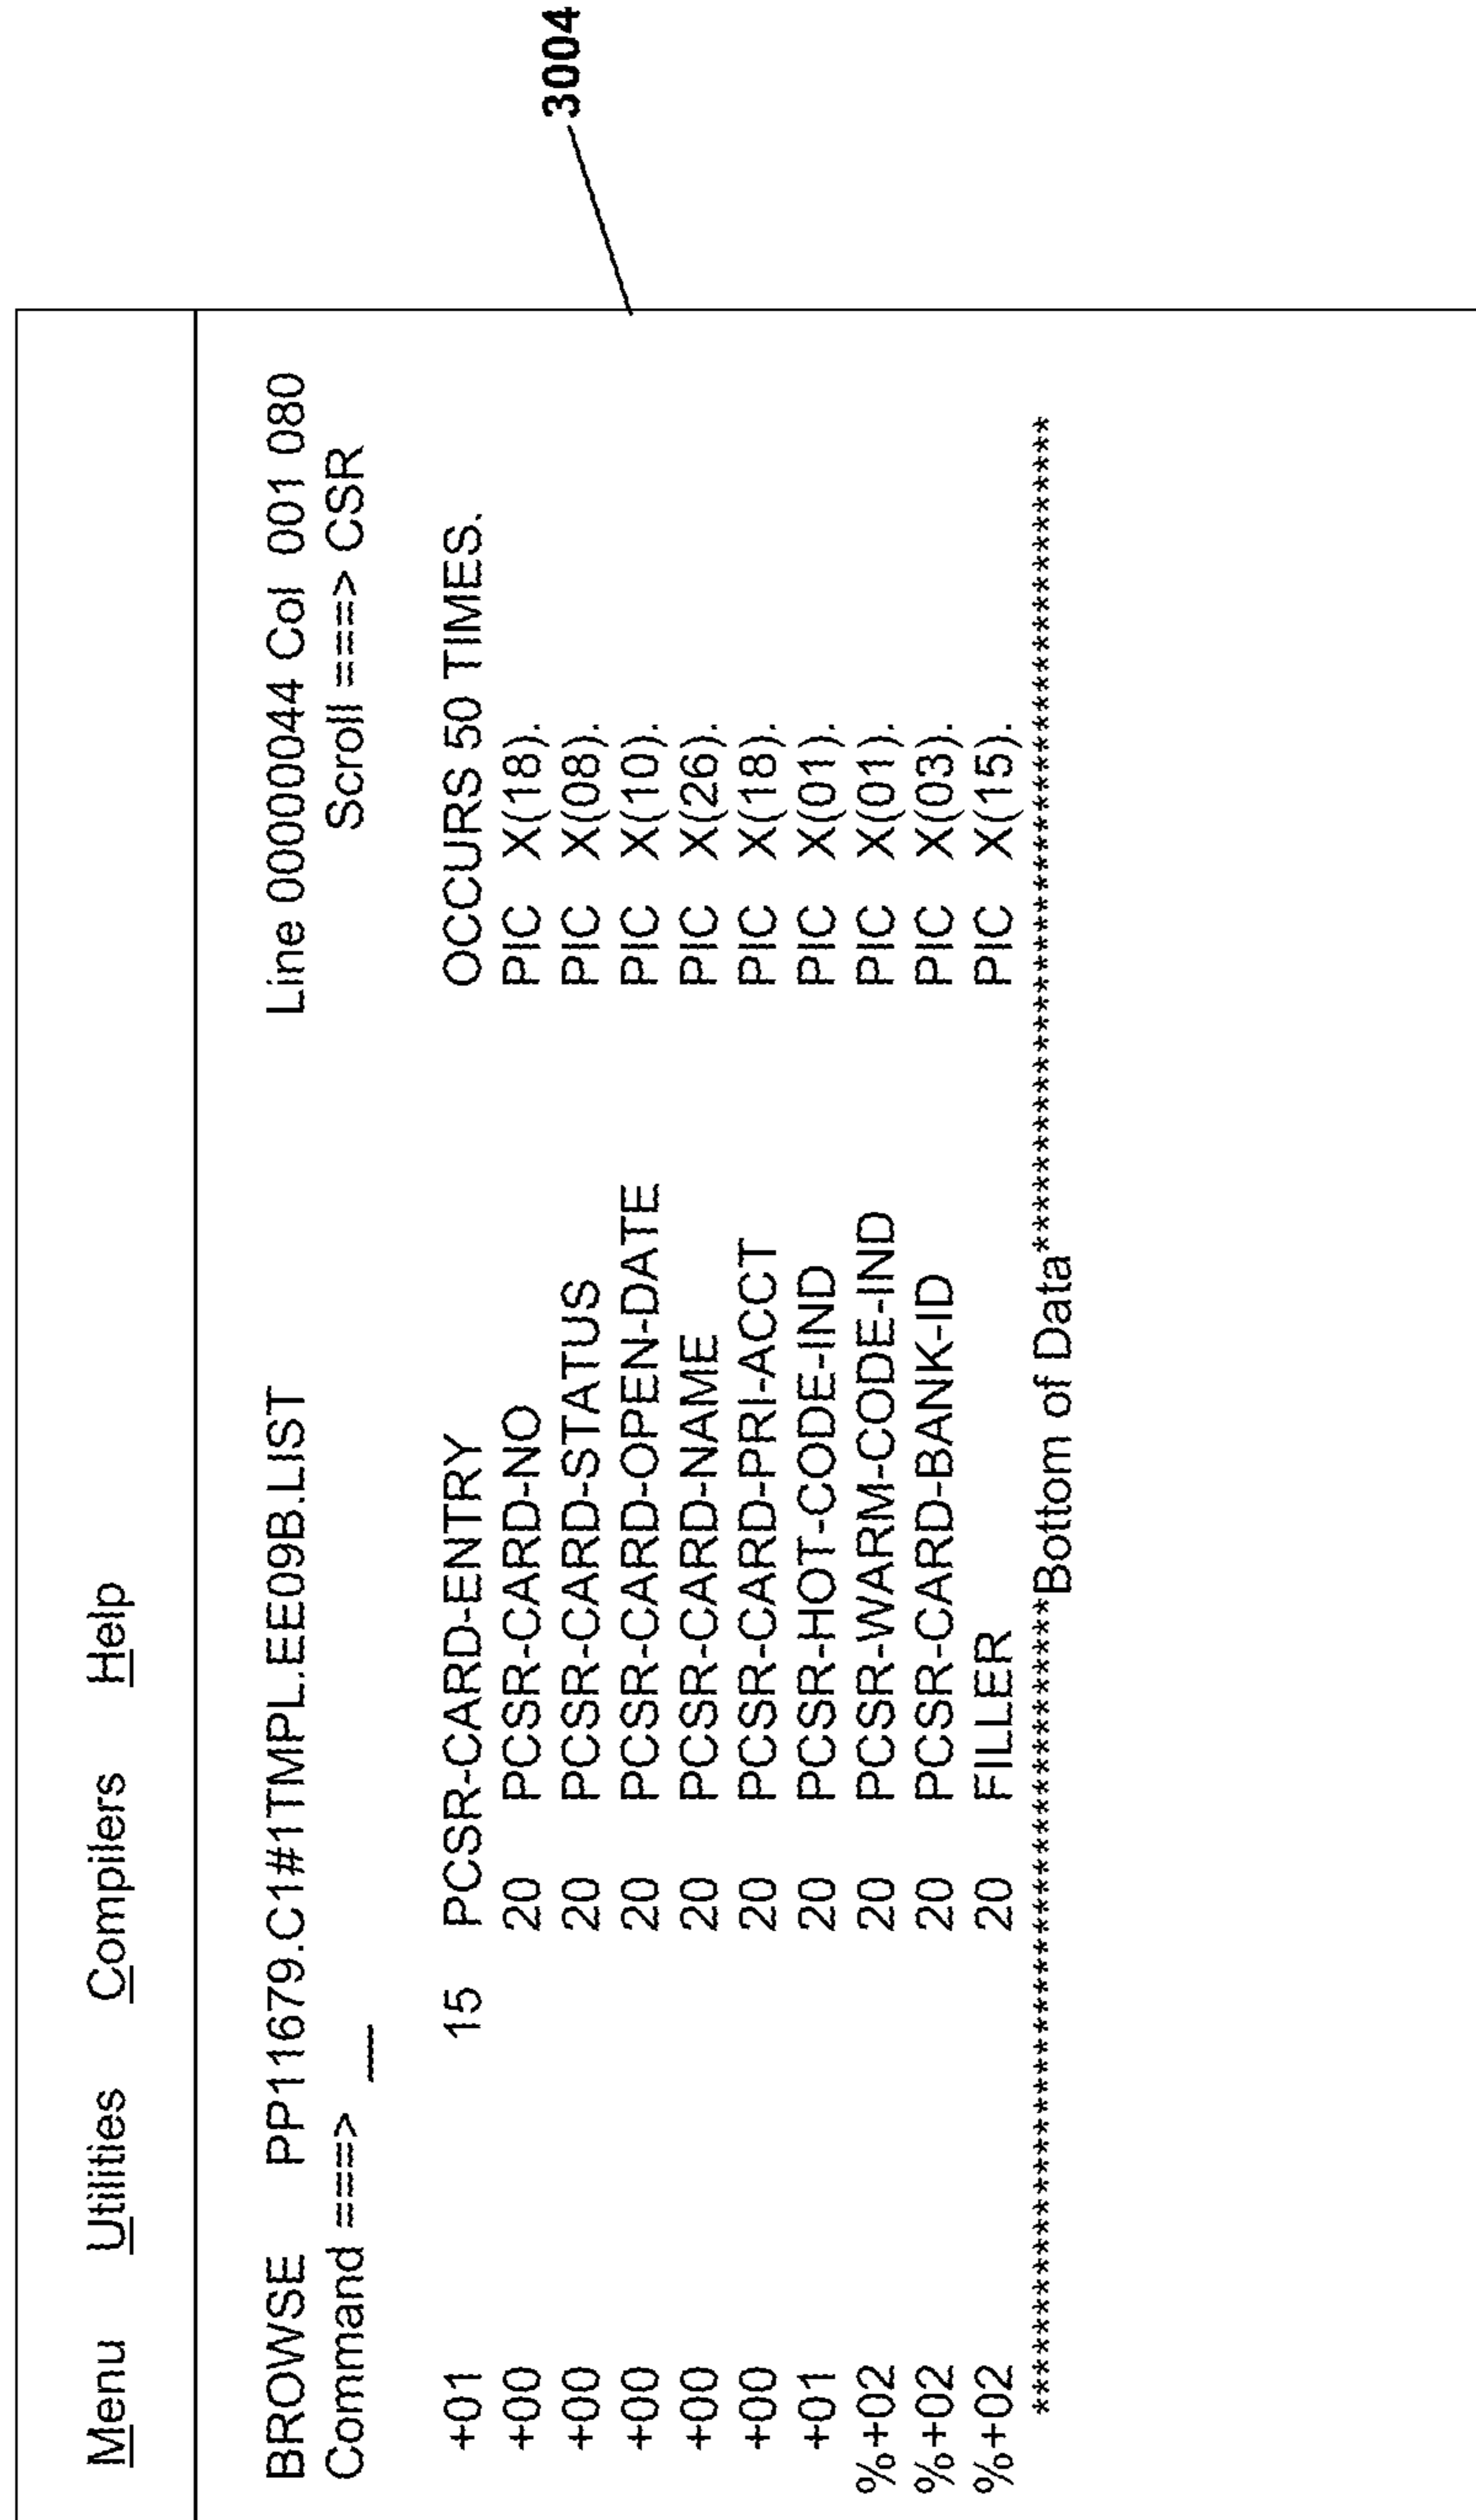 Menu Utilities Compilers Help
BROWSE PP11679.C1#1TMPL.EE09B.LIST Line 0000044 Col 001 080
Command ===> __ Scroll ===> CSR
+01 15 PCSR-CARD-ENTRY OCCURS 50 TIMES.
+00 20 PCSR-CARD-NO PIC X(18).
+00 20 PCSR-CARD-STATUS PIC X(08).
+00 20 PCSR-CARD-OPEN-DATE PIC X(10).
+00 20 PCSR-CARD-NAME PIC X(26).
+00 20 PCSR-CARD-PRI-ACCT PIC X(18).
+01 20 PCSR-HOT-CODE-IND PIC X(01).
%+02 20 PCSR-WARM-CODE-IND PIC X(01).
%+02 20 PCSR-CARD-BANK-ID PIC X(03).
%+02 20 FILLER PIC X(15).
*****************************************Bottom of Data******************************************
3004